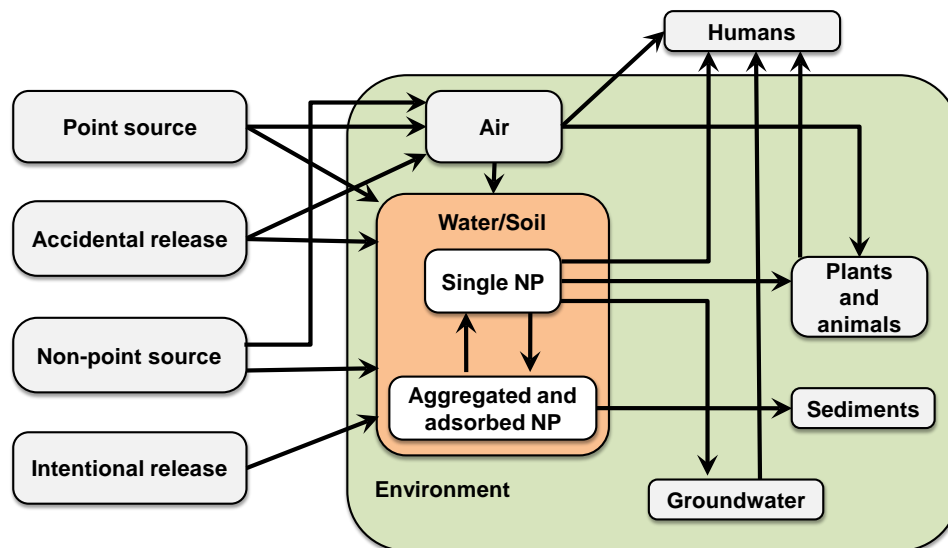 Humans
Point source
Air
Accidental release
Water/Soil
Single NP
Plants
and
animals
Non-point source
Aggregated and
adsorbed NP
Sediments
Intentional release
Environment
Groundwater